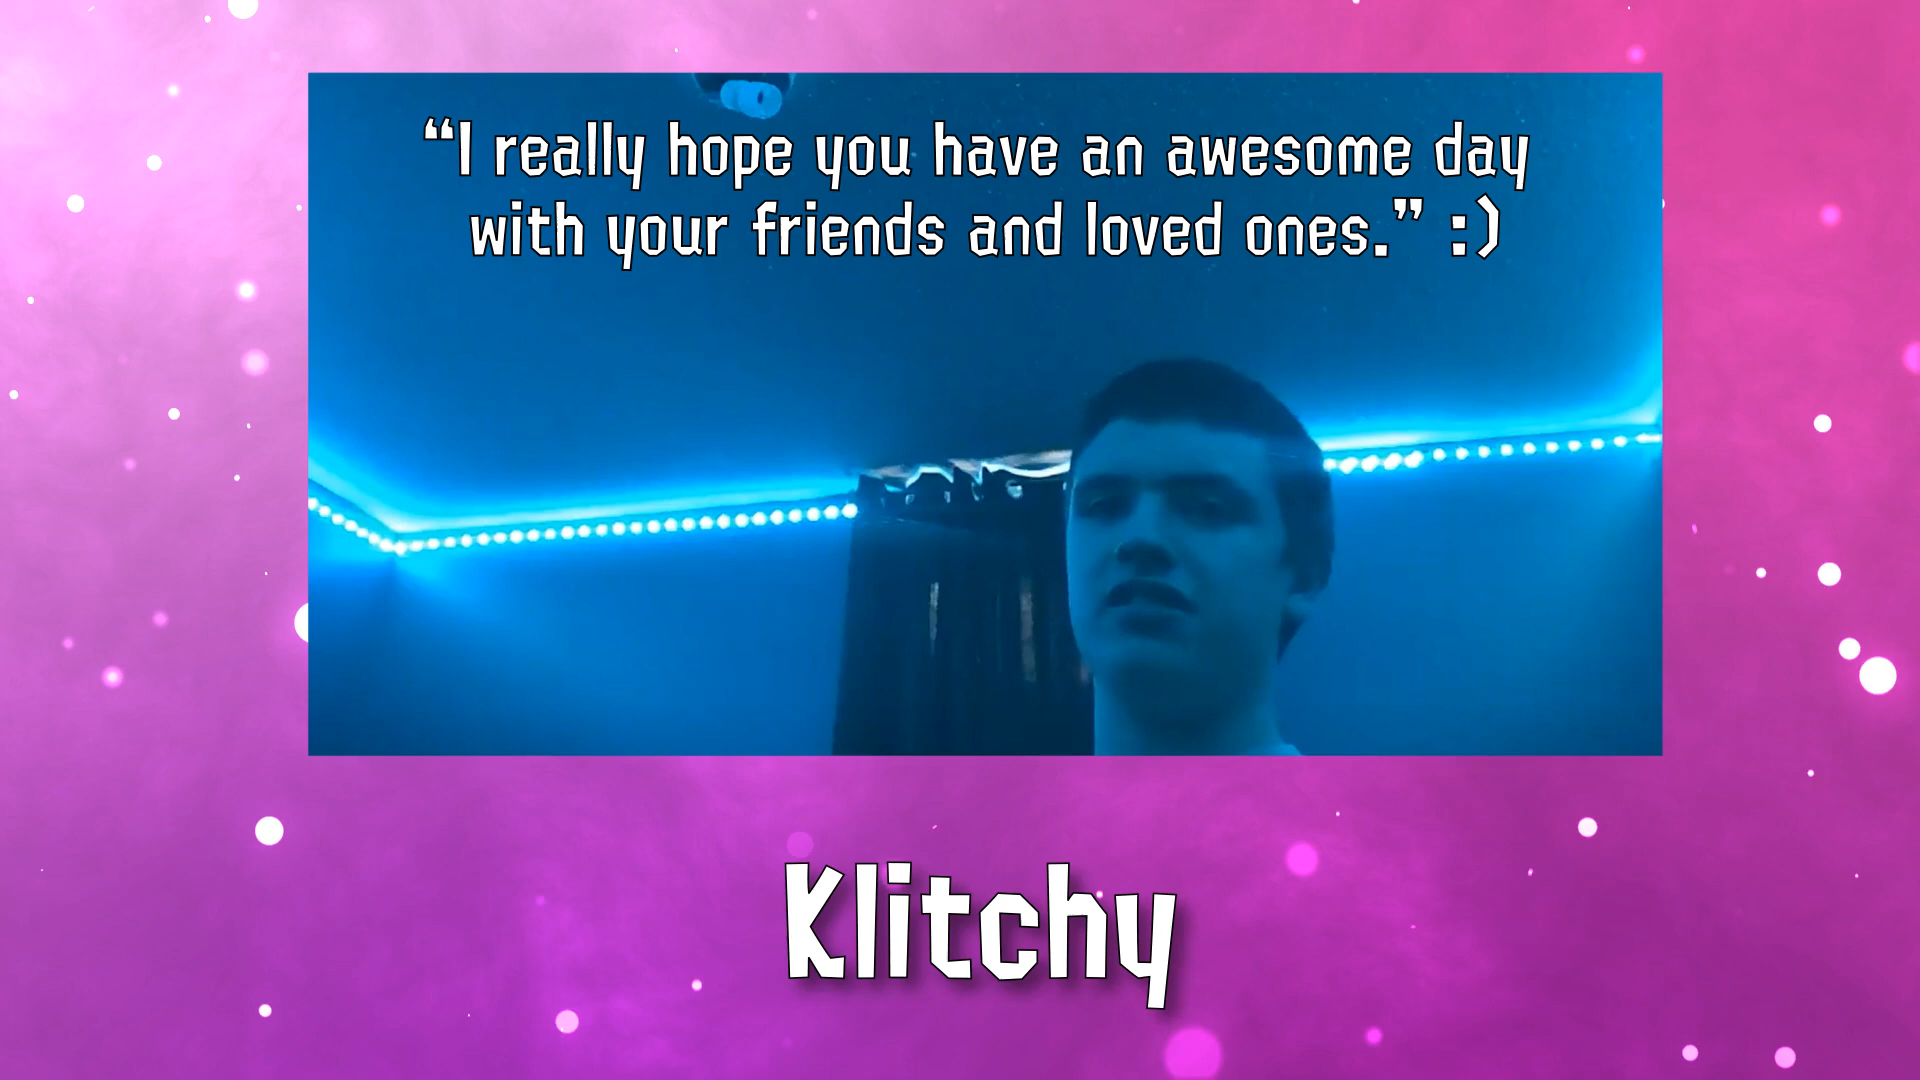 “I really hope you have an awesome day
with your friends and loved ones.” :)
Klitchy